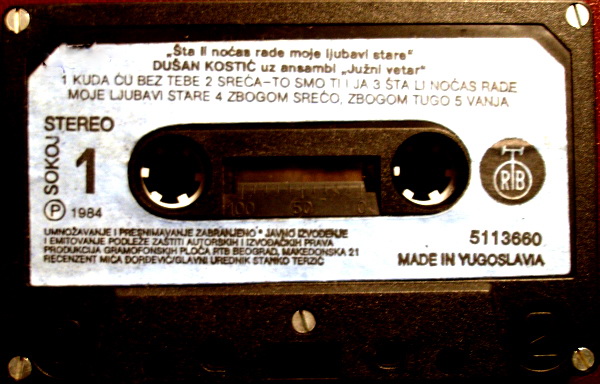 „Šta li noćas rade moje ljubavi stare“
DUŠAN KOSTIĆ uz ansambl „Južni vetar“
1 KUDA ĆU BEZ TEBE 2 SREĆA—TO SMO TI I JA 3 ŠTA LI NOĆAS RADE
MOJE LJUBAVI STARE 4 ZBOGOM SREĆO, ZBOGOM TUGO 5 VANJA
STEREO
SOKOJ
1
℗ 1984
100 50 0
RTB
UMNOŽAVANJE I PRESNIMAVANJE ZABRANJENO * JAVNO IZVOĐENJE
I EMITOVANJE PODLEŽE ZAŠTITI AUTORSKIH I IZVOĐAČKIH PRAVA
PRODUKCIJA GRAMOFONSKIH PLOČA RTB BEOGRAD, MAKEDONSKA 21
RECENZENT MIĆA ĐORĐEVIĆ/GLAVNI UREDNIK STANKO TERZIĆ
5113660
MADE IN YUGOSLAVIA